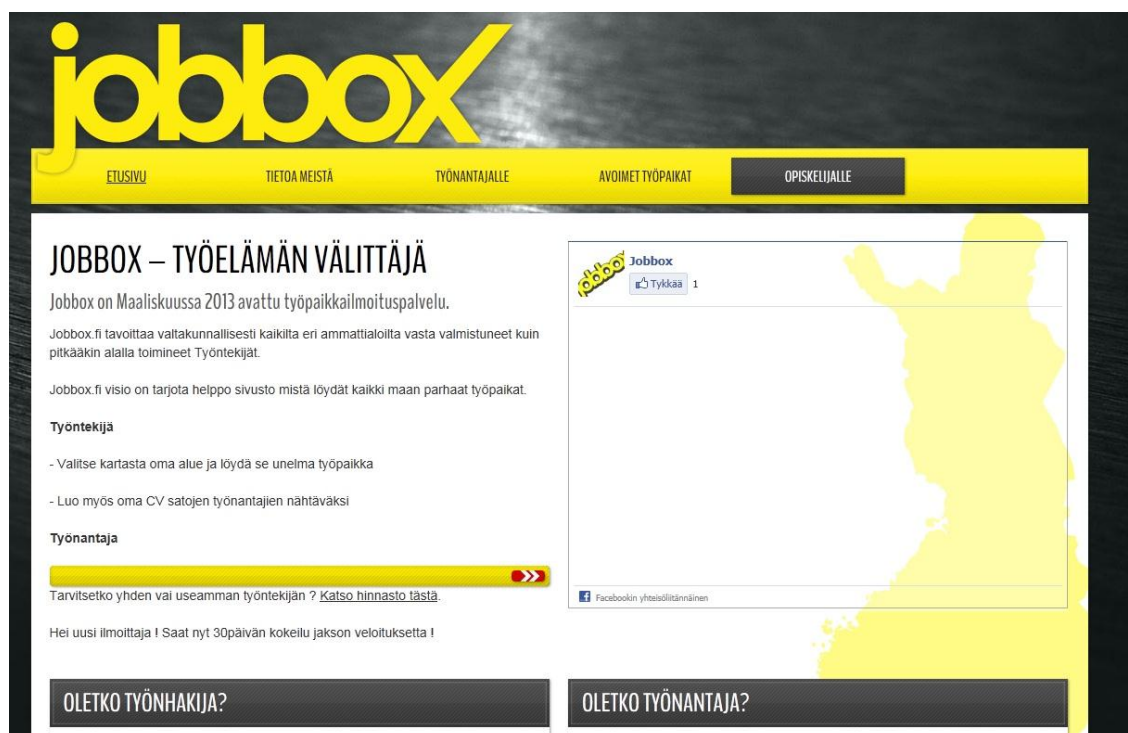 jobbox
ETUSIVU
TIETOA MEISTÄ
TYÖNANTAJALLE
AVOIMET TYÖPAIKAT
OPISKELIJALLE
JOBBOX – TYÖELÄMÄN VÄLITTÄJÄ
Jobbox on Maaliskuussa 2013 avattu työpaikkailmoituspalvelu.
Jobbox.fi tavoittaa valtakunnallisesti kaikilta eri ammattialoilta vasta valmistuneet kuin
pitkääkin alalla toimineet Työntekijät.
Jobbox.fi visio on tarjota helppo sivusto mistä löydät kaikki maan parhaat työpaikat.
Työntekijä
- Valitse kartasta oma alue ja löydä se unelma työpaikka
- Luo myös oma CV satojen työnantajien nähtäväksi
Työnantaja
Tarvitsetko yhden vai useamman työntekijän ? Katso hinnasto tästä.
Hei uusi ilmoittaja ! Saat nyt 30päivän kokeilu jakson veloituksetta !
jobbox
Jobbox
Tykkää 1
Facebookin yhteisöliitännäinen
OLETKO TYÖNHAKIJA?
OLETKO TYÖNANTAJA?